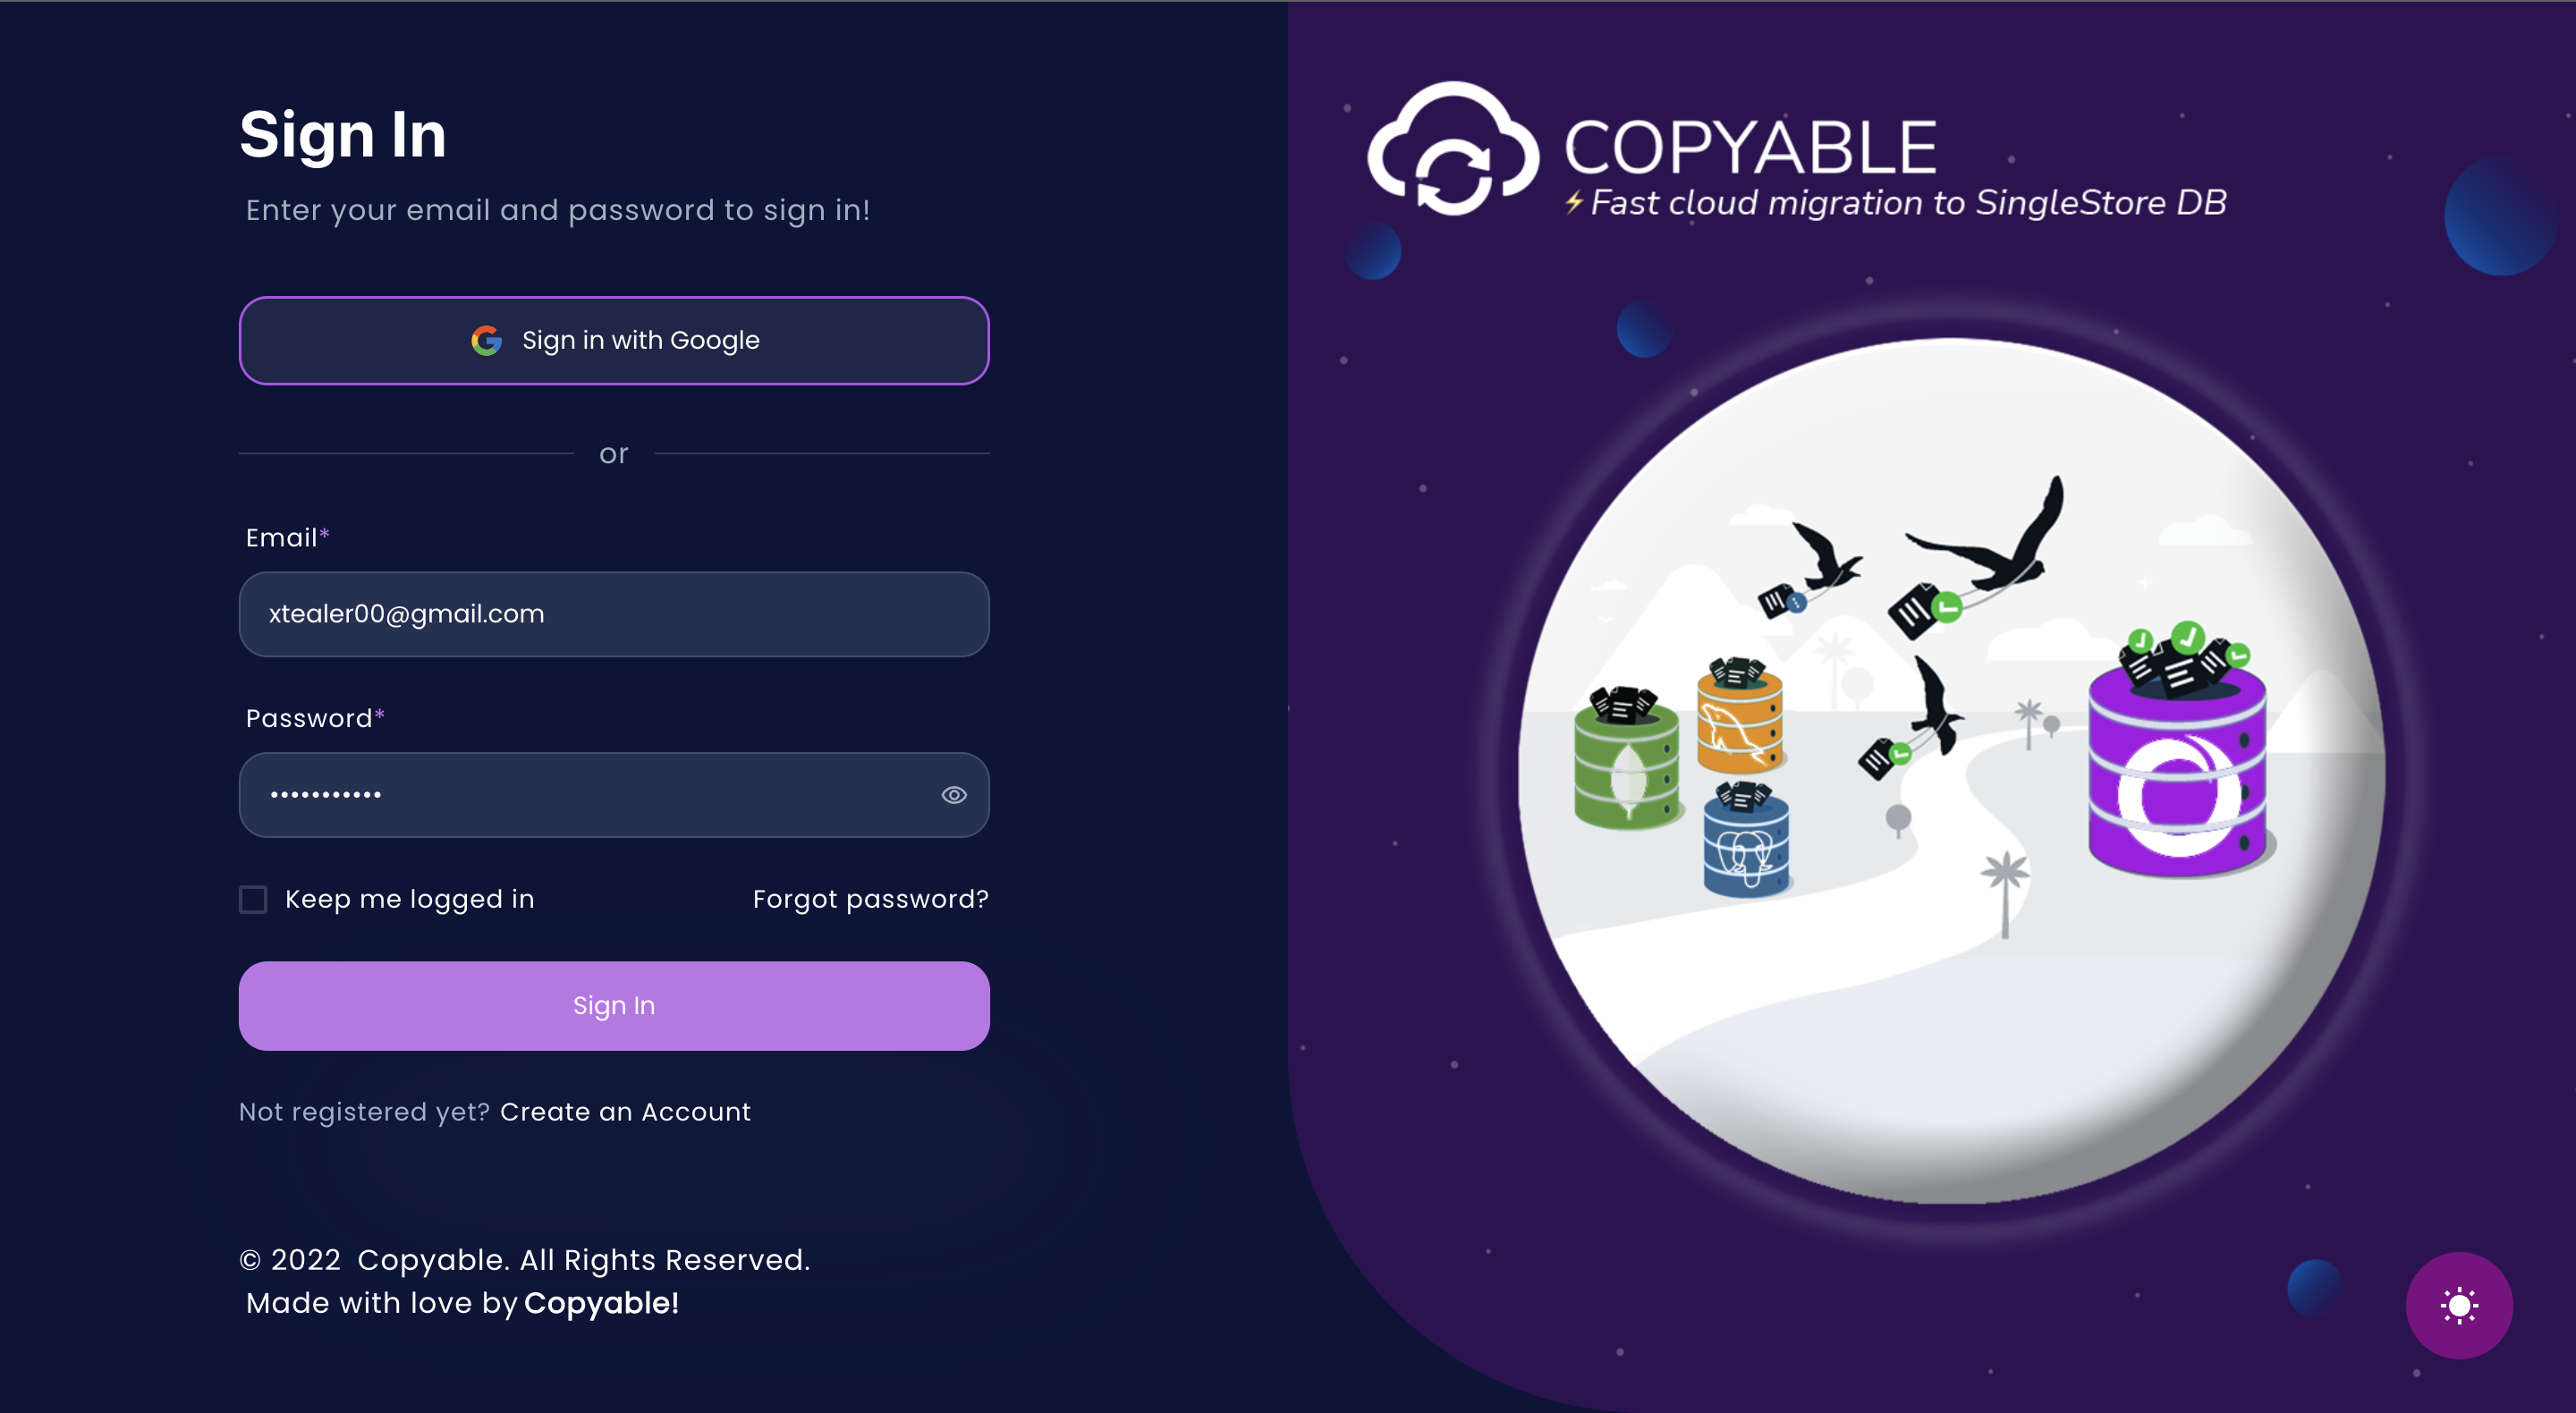 Sign In
Enter your email and password to sign in!
Sign in with Google
or
Email*
xtealer00@gmail.com
Password*
•••••••••••
Keep me logged in
Forgot password?
Sign In
Not registered yet? Create an Account
© 2022 Copyable. All Rights Reserved.
Made with love by Copyable!
COPYABLE
⚡Fast cloud migration to SingleStore DB